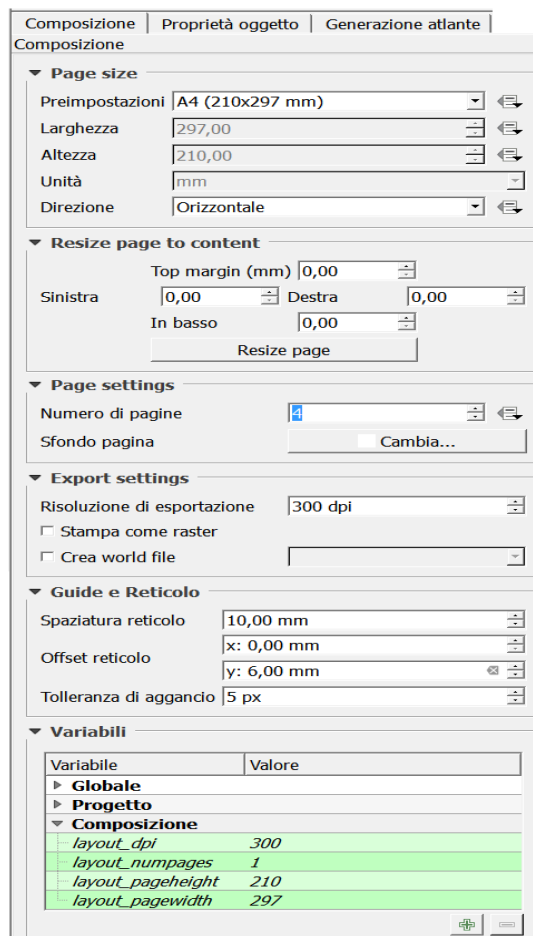 Composizione Proprietà oggetto Generazione atlante
Composizione
Page size
Preimpostazioni A4 (210x297 mm)
Larghezza 297,00
Altezza 210,00
Unità mm
Direzione Orizzontale
Resize page to content
Top margin (mm) 0,00
Sinistra 0,00 Destra 0,00
In basso 0,00
Resize page
Page settings
Numero di pagine 4
Sfondo pagina Cambia...
Export settings
Risoluzione di esportazione 300 dpi
Stampa come raster
Crea world file
Guide e Reticolo
Spaziatura reticolo 10,00 mm
x: 0,00 mm
Offset reticolo
y: 6,00 mm
Tolleranza di aggancio 5 px
Variabili
Variabile Valore
Globale
Progetto
Composizione
layout_dpi 300
layout_numpages 1
layout_pageheight 210
layout_pagewidth 297